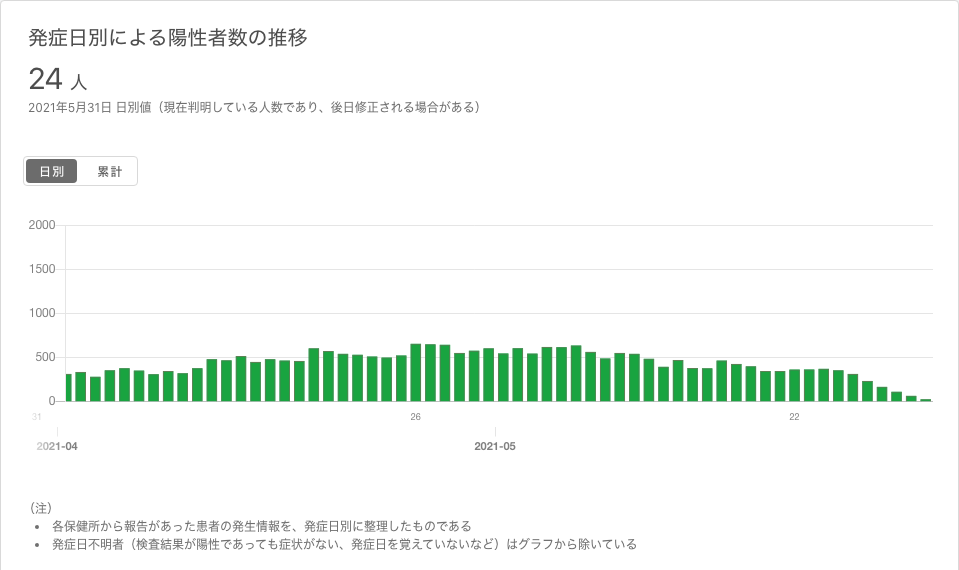 発症日別による陽性者数の推移
24 人
2021年5月31日 日別値（現在判明している人数であり、後日修正される場合がある）
日別 累計
2000
1500
1000
500
0
31 26 22
2021-04 2021-05
（注）
• 各保健所から報告があった患者の発生情報を、発症日別に整理したものである
• 発症日不明者（検査結果が陽性であっても症状がない、発症日を覚えていないなど）はグラフから除いている